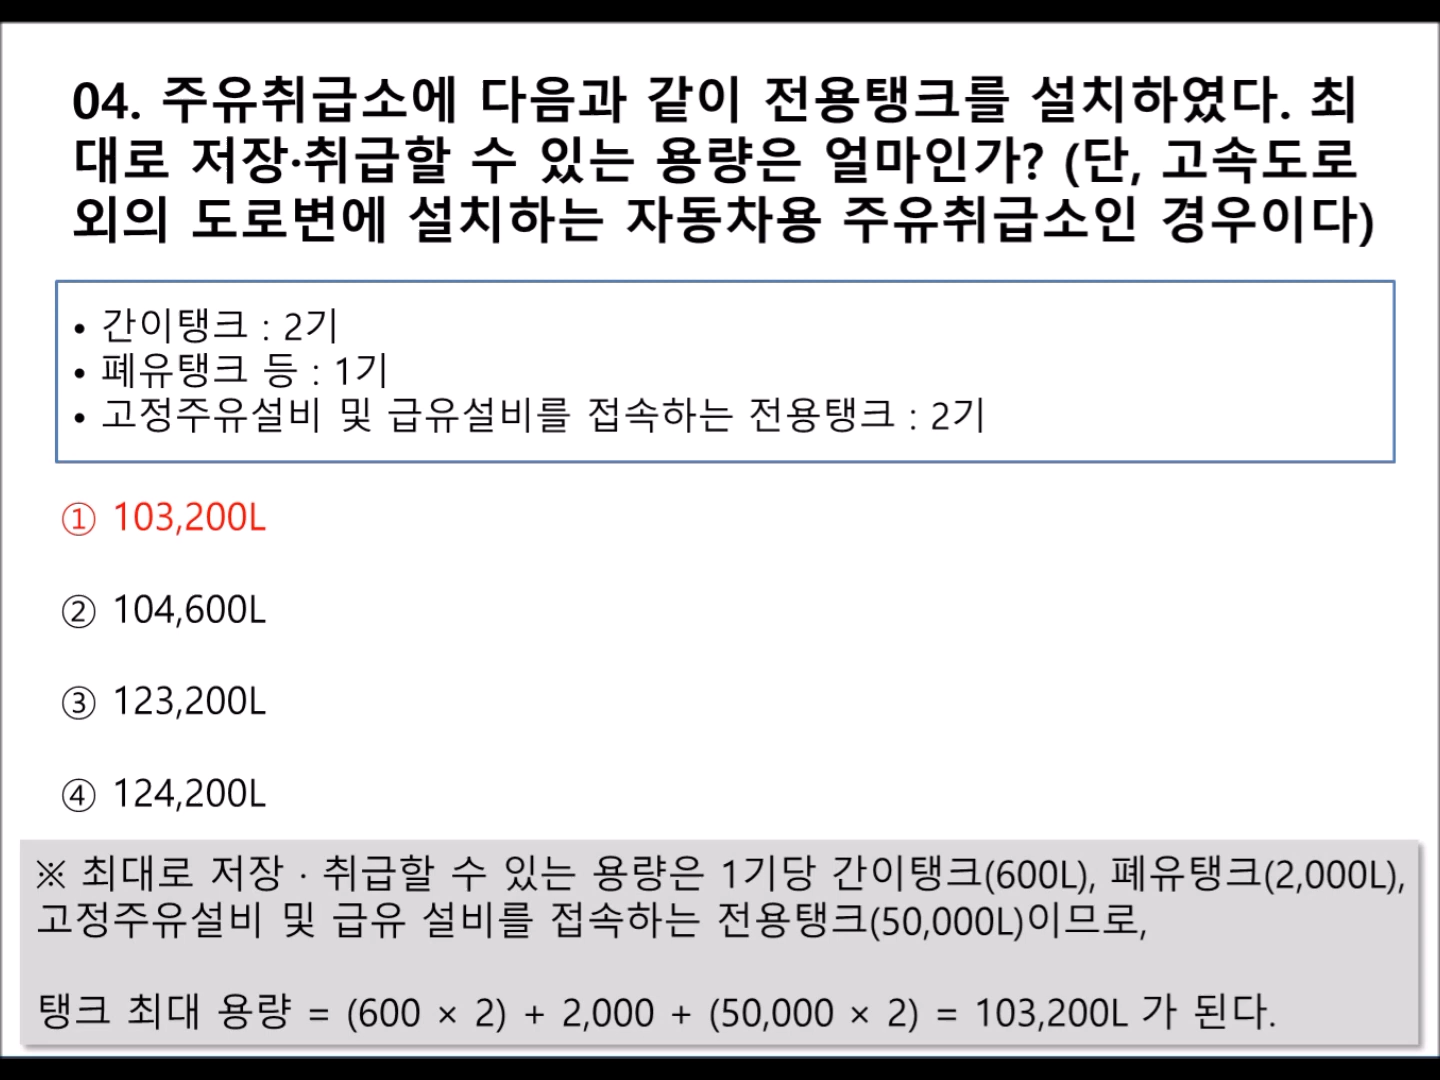 04. 주유취급소에 다음과 같이 전용탱크를 설치하였다. 최
대로 저장·취급할 수 있는 용량은 얼마인가? (단, 고속도로
외의 도로변에 설치하는 자동차용 주유취급소인 경우이다)
• 간이탱크 : 2기
• 폐유탱크 등 : 1기
• 고정주유설비 및 급유설비를 접속하는 전용탱크 : 2기
① 103,200L
② 104,600L
③ 123,200L
④ 124,200L
※ 최대로 저장 · 취급할 수 있는 용량은 1기당 간이탱크(600L), 폐유탱크(2,000L),
고정주유설비 및 급유 설비를 접속하는 전용탱크(50,000L)이므로,
탱크 최대 용량 = (600 × 2) + 2,000 + (50,000 × 2) = 103,200L 가 된다.